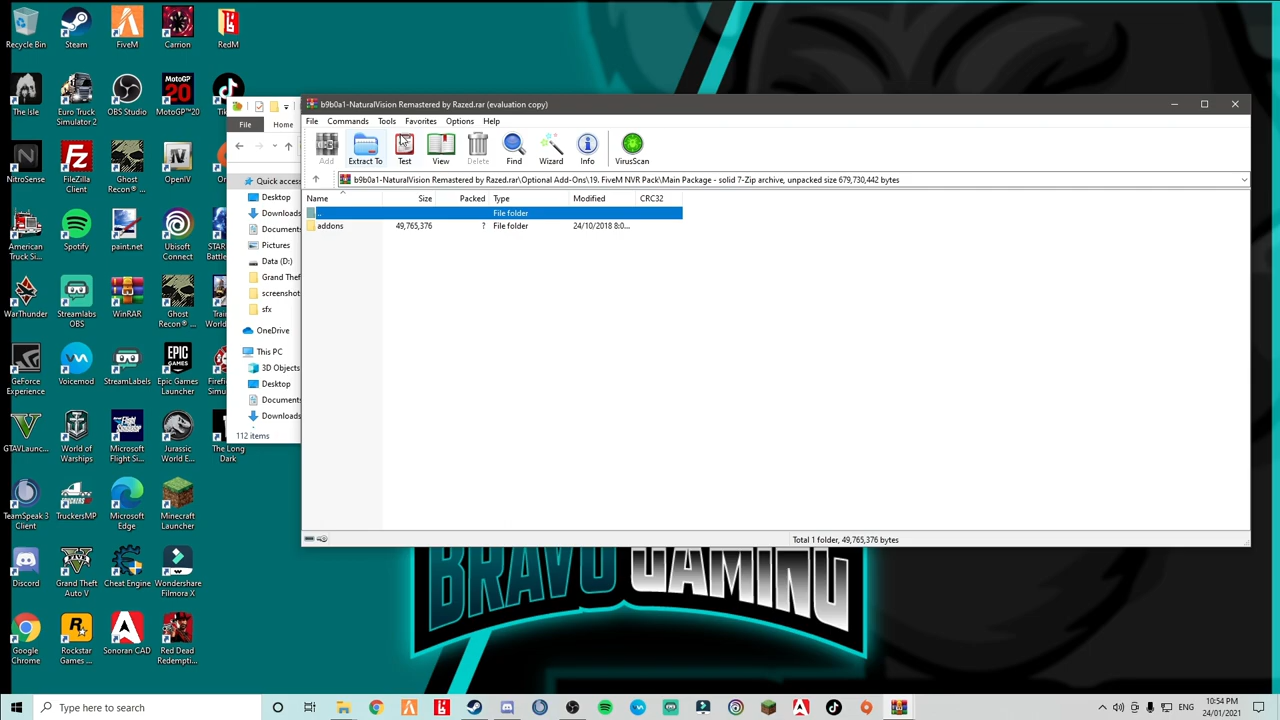 Recycle Bin
Steam
FiveM
Carrion
RedM
The Isle
Euro Truck
Simulator 2
OBS Studio
MotoGP™20
NitroSense
FileZilla
Client
Ghost
Recon® ...
OpenIV
American
Truck Si...
Spotify
paint.net
Ubisoft
Connect
WarThunder
Streamlabs
OBS
WinRAR
Ghost
Recon® ...
GeForce
Experience
Voicemod
StreamLabels
Epic Games
Launcher
GTAVLaunc...
World of
Warships
Microsoft
Flight Si...
Jurassic
World E...
The Long
Dark
TeamSpeak 3
Client
TruckersMP
Microsoft
Edge
Minecraft
Launcher
Discord
Grand Theft
Auto V
Cheat Engine
Wondershare
Filmora X
Google
Chrome
Rockstar
Games ...
Sonoran CAD
Red Dead
Redempti...
File
Home
Quick access
Desktop
Downloads
Documents
Pictures
Data (D:)
Grand Thef
screenshot
sfx
OneDrive
This PC
3D Objects
Desktop
Documents
Downloads
112 items
b9b0a1-NaturalVision Remastered by Razed.rar (evaluation copy)
File Commands Tools Favorites Options Help
Add Extract To Test View Delete Find Wizard Info VirusScan
b9b0a1-NaturalVision Remastered by Razed.rar\Optional Add-Ons\19. FiveM NVR Pack\Main Package - solid 7-Zip archive, unpacked size 679,730,442 bytes
Name Size Packed Type Modified CRC32
.. File folder
addons 49,765,376 ? File folder 24/10/2018 8:0...
Total 1 folder, 49,765,376 bytes
BRAVO GAMING
Type here to search
ENG
10:54 PM
24/01/2021